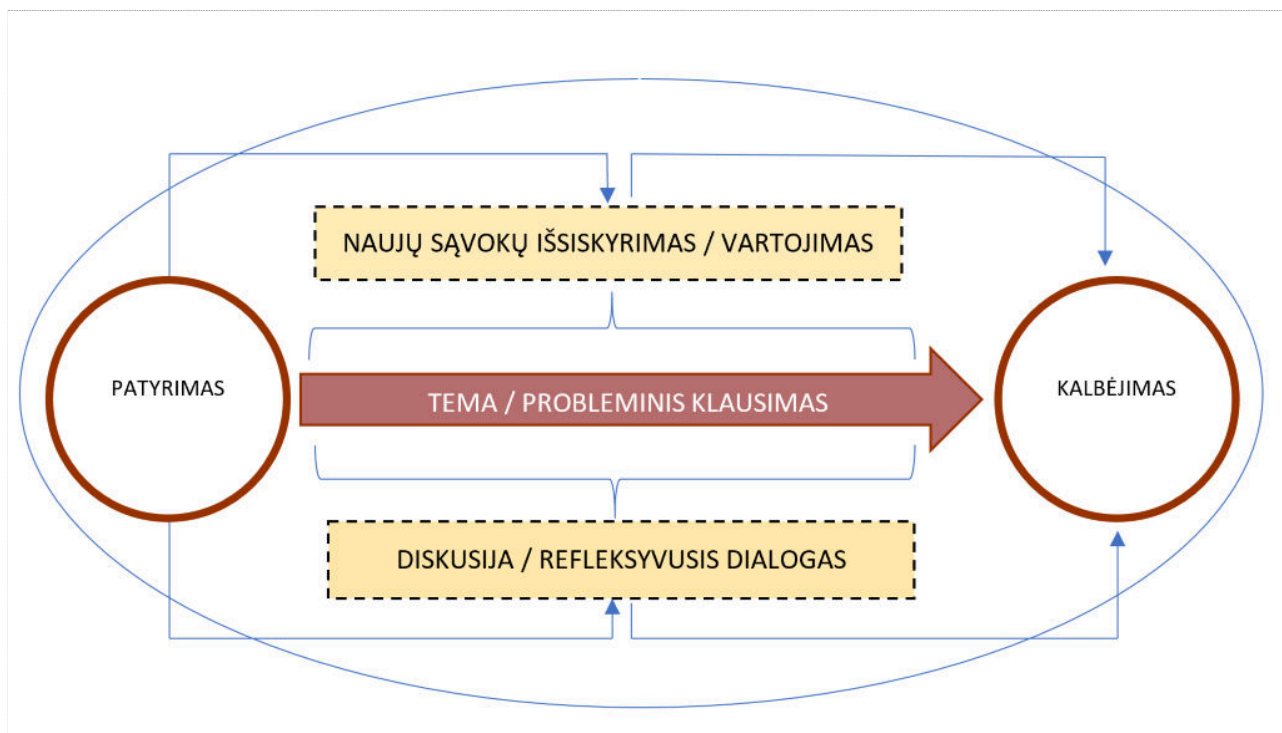 NAUJŲ SĄVOKŲ IŠSISKYRIMAS / VARTOJIMAS
PATYRIMAS
TEMA / PROBLEMINIS KLAUSIMAS
KALBĖJIMAS
DISKUSIJA / REFLEKSYVUSIS DIALOGAS